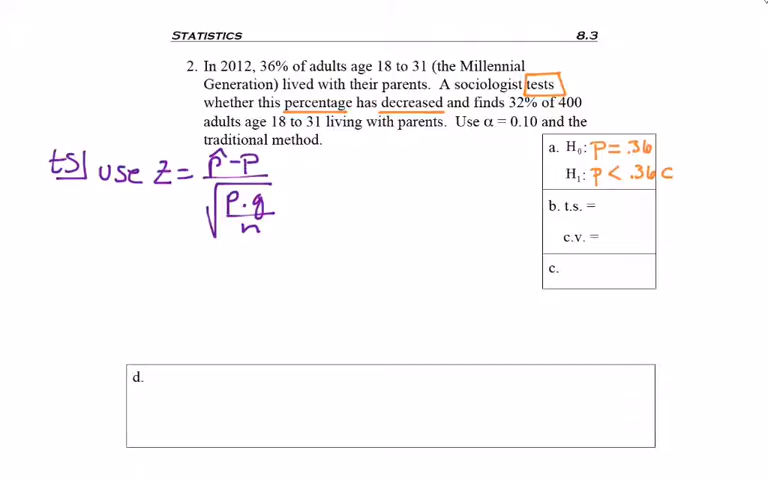 STATISTICS 8.3
2. In 2012, 36% of adults age 18 to 31 (the Millennial
Generation) lived with their parents. A sociologist tests
whether this percentage has decreased and finds 32% of 400
adults age 18 to 31 living with parents. Use α = 0.10 and the
traditional method.
a. H₀: P = .36
H₁: P < .36 C
ts use z = (p̂ - p) / √(p·q / n)
b. t.s. =
c.v. =
c.
d.